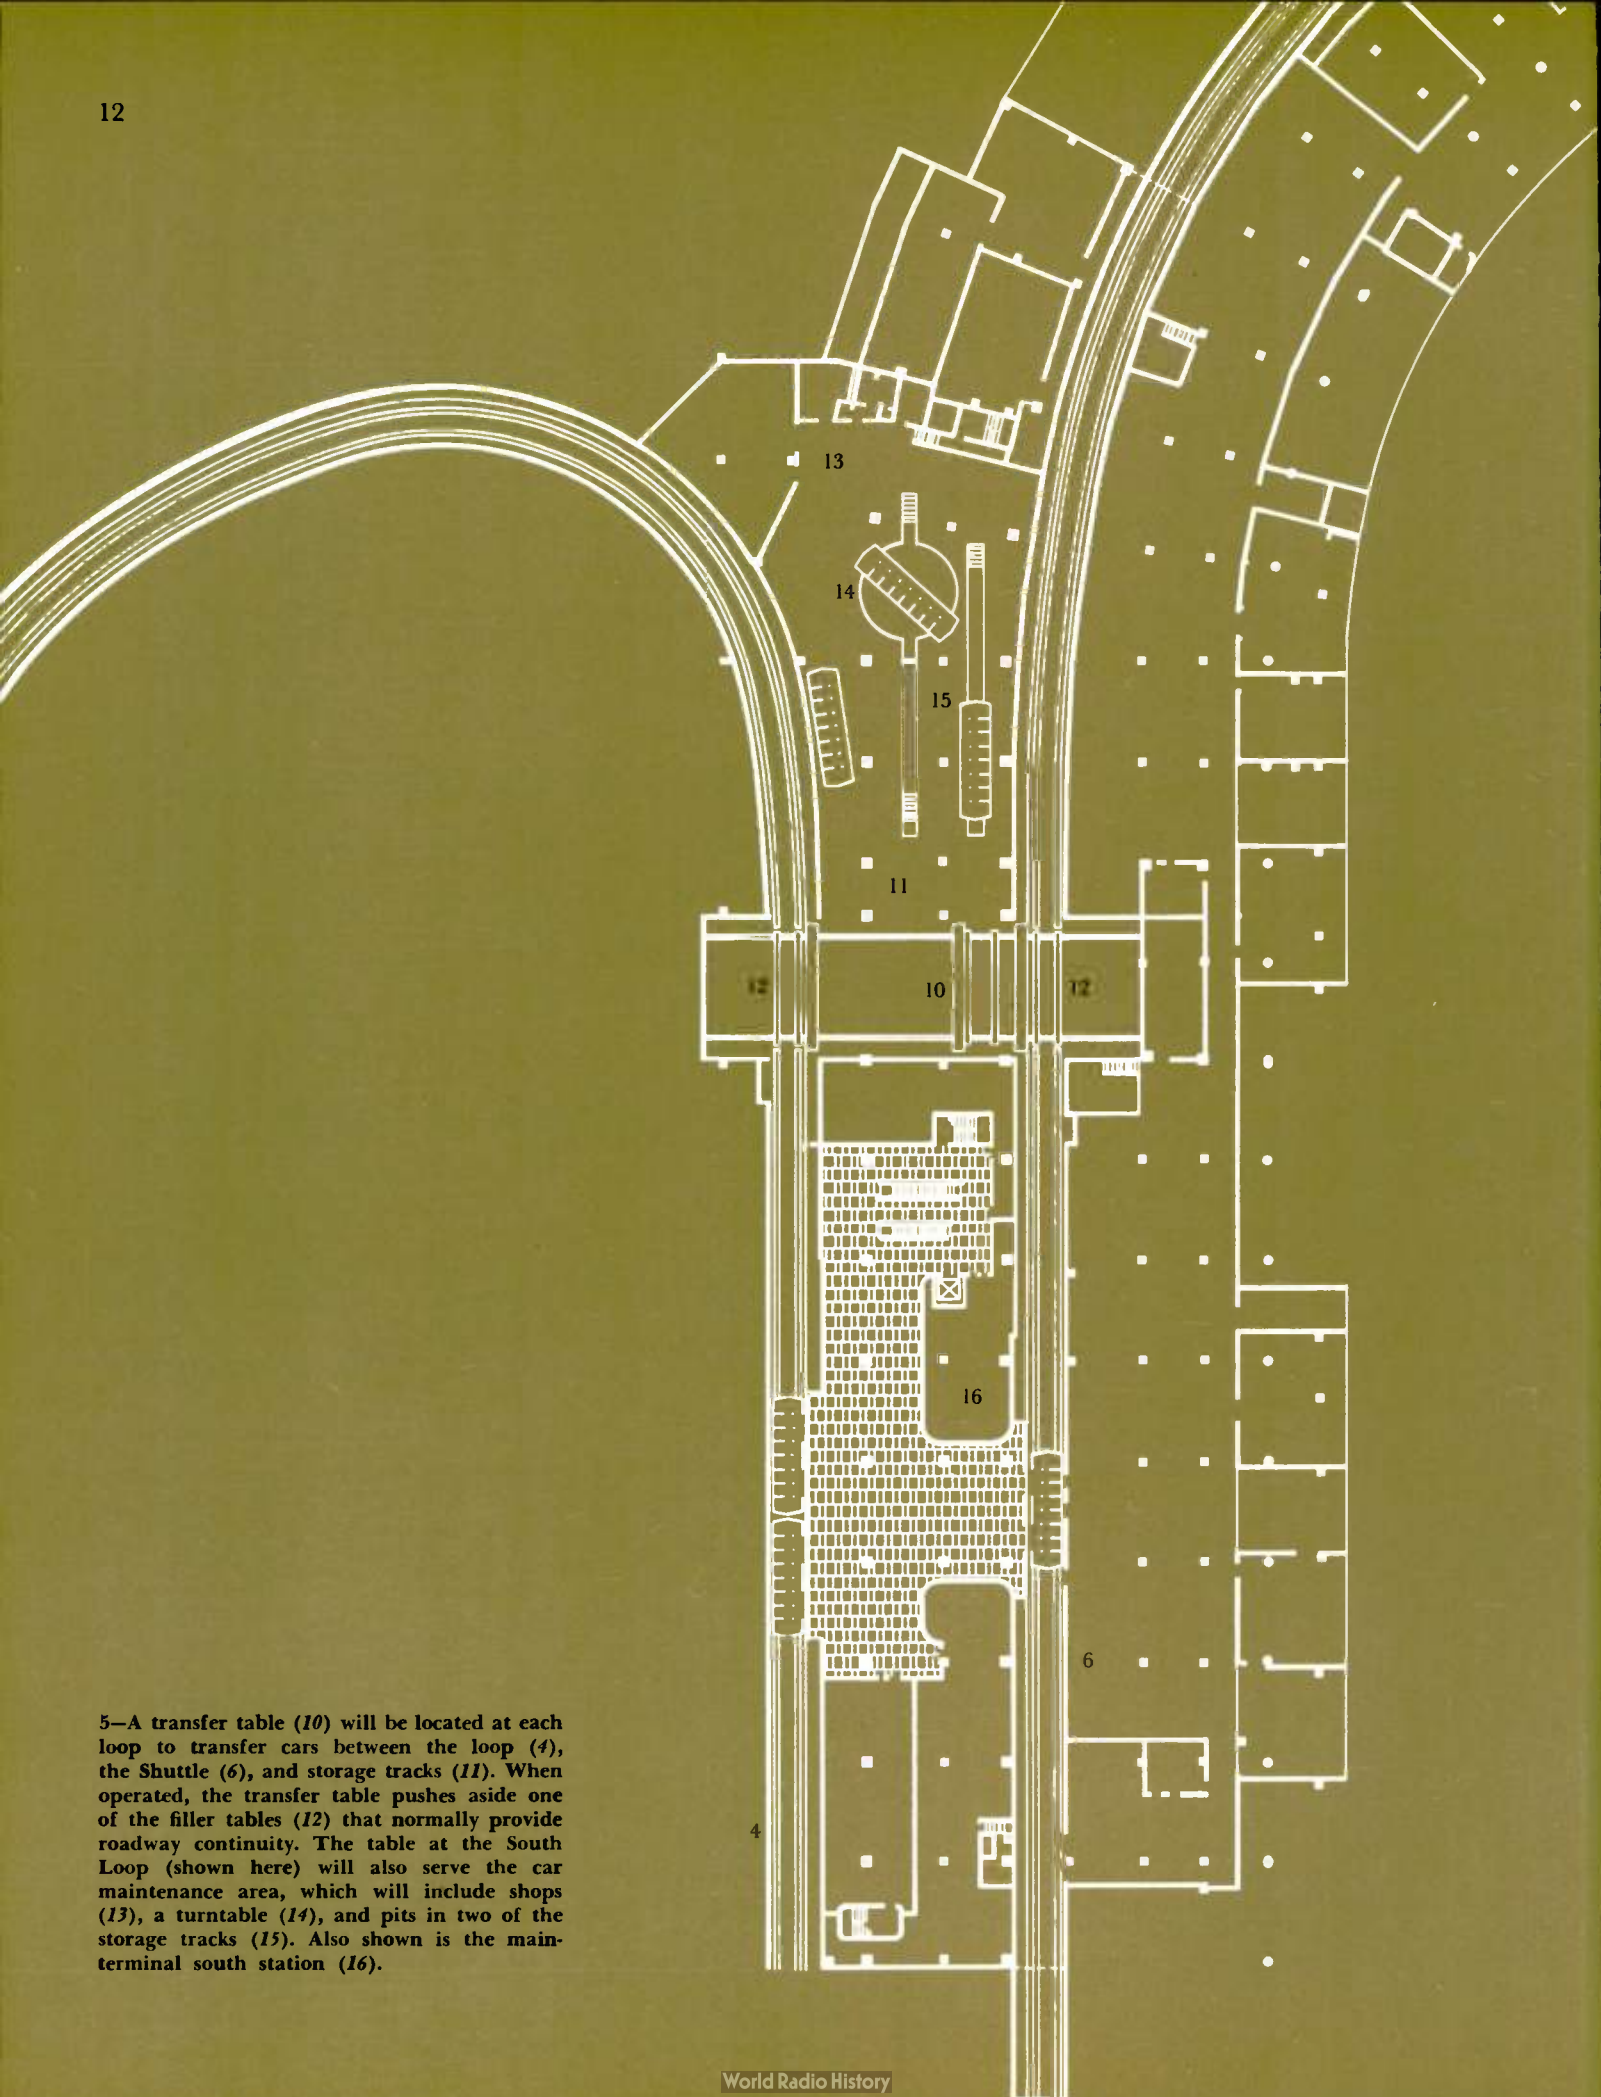 12
13
14
15
11
12
10
12
16
6
4
5—A transfer table (10) will be located at each
loop to transfer cars between the loop (4),
the Shuttle (6), and storage tracks (11). When
operated, the transfer table pushes aside one
of the filler tables (12) that normally provide
roadway continuity. The table at the South
Loop (shown here) will also serve the car
maintenance area, which will include shops
(13), a turntable (14), and pits in two of the
storage tracks (15). Also shown is the main-
terminal south station (16).
World Radio History